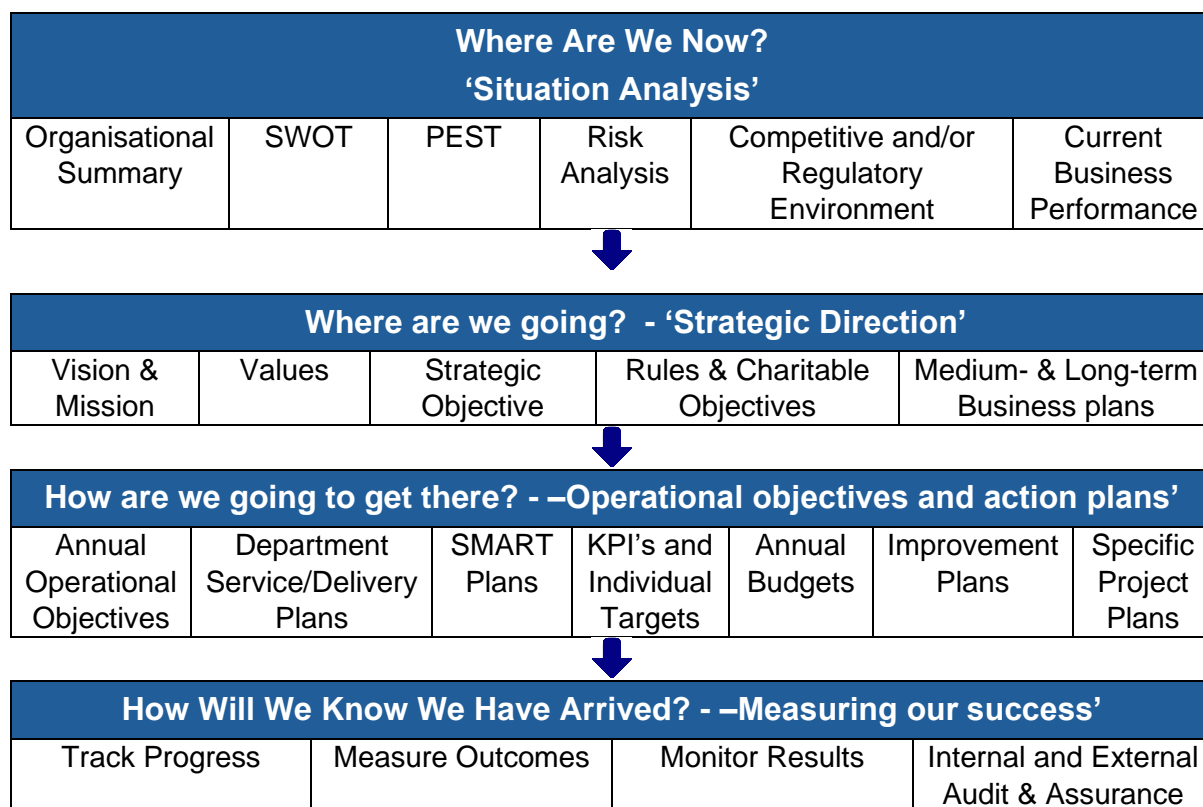 Where Are We Now?
‘Situation Analysis’
Organisational
Summary
SWOT
PEST
Risk
Analysis
Competitive and/or
Regulatory
Environment
Current
Business
Performance
Where are we going?  - ‘Strategic Direction’
Vision &
Mission
Values
Strategic
Objective
Rules & Charitable
Objectives
Medium- & Long-term
Business plans
How are we going to get there? - –Operational objectives and action plans’
Annual
Operational
Objectives
Department
Service/Delivery
Plans
SMART
Plans
KPI's and
Individual
Targets
Annual
Budgets
Improvement
Plans
Specific
Project
Plans
How Will We Know We Have Arrived? - –Measuring our success’
Track Progress
Measure Outcomes
Monitor Results
Internal and External
Audit & Assurance